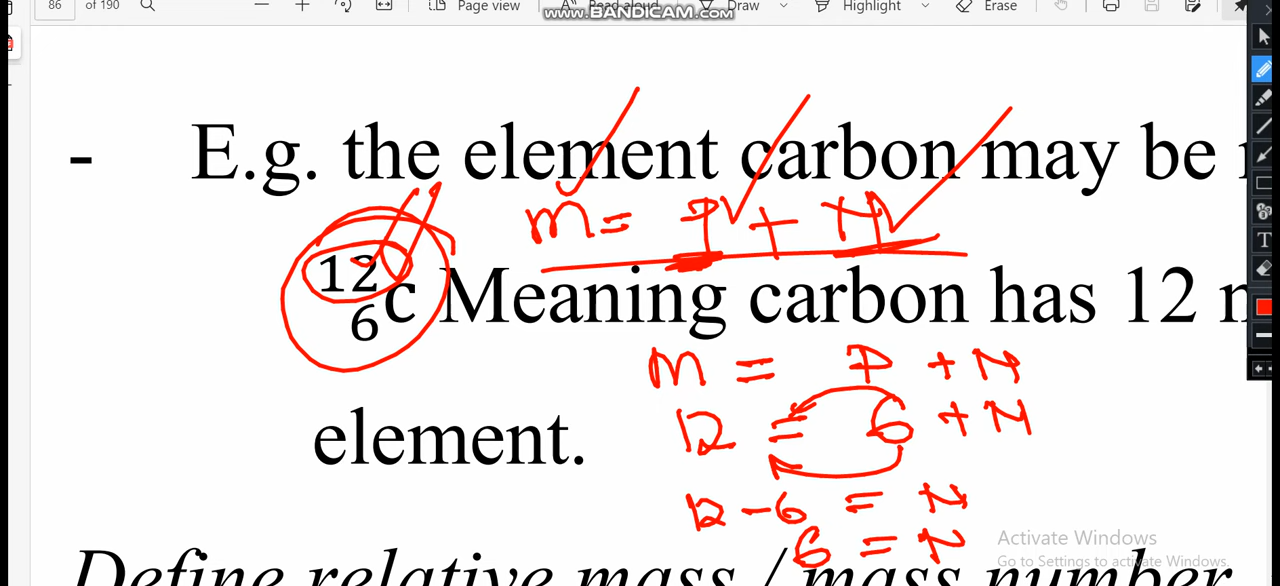 86 of 190 Page view Read aloud Draw Highlight Erase
www.BANDICAM.com
- E.g. the element carbon may be
m = P + N
12
6 c Meaning carbon has 12
m = P + N
element. 12 = 6 + N
12 - 6 = N
6 = N
Activate Windows
Go to Settings to activate Windows.
Define relative mass / mass number